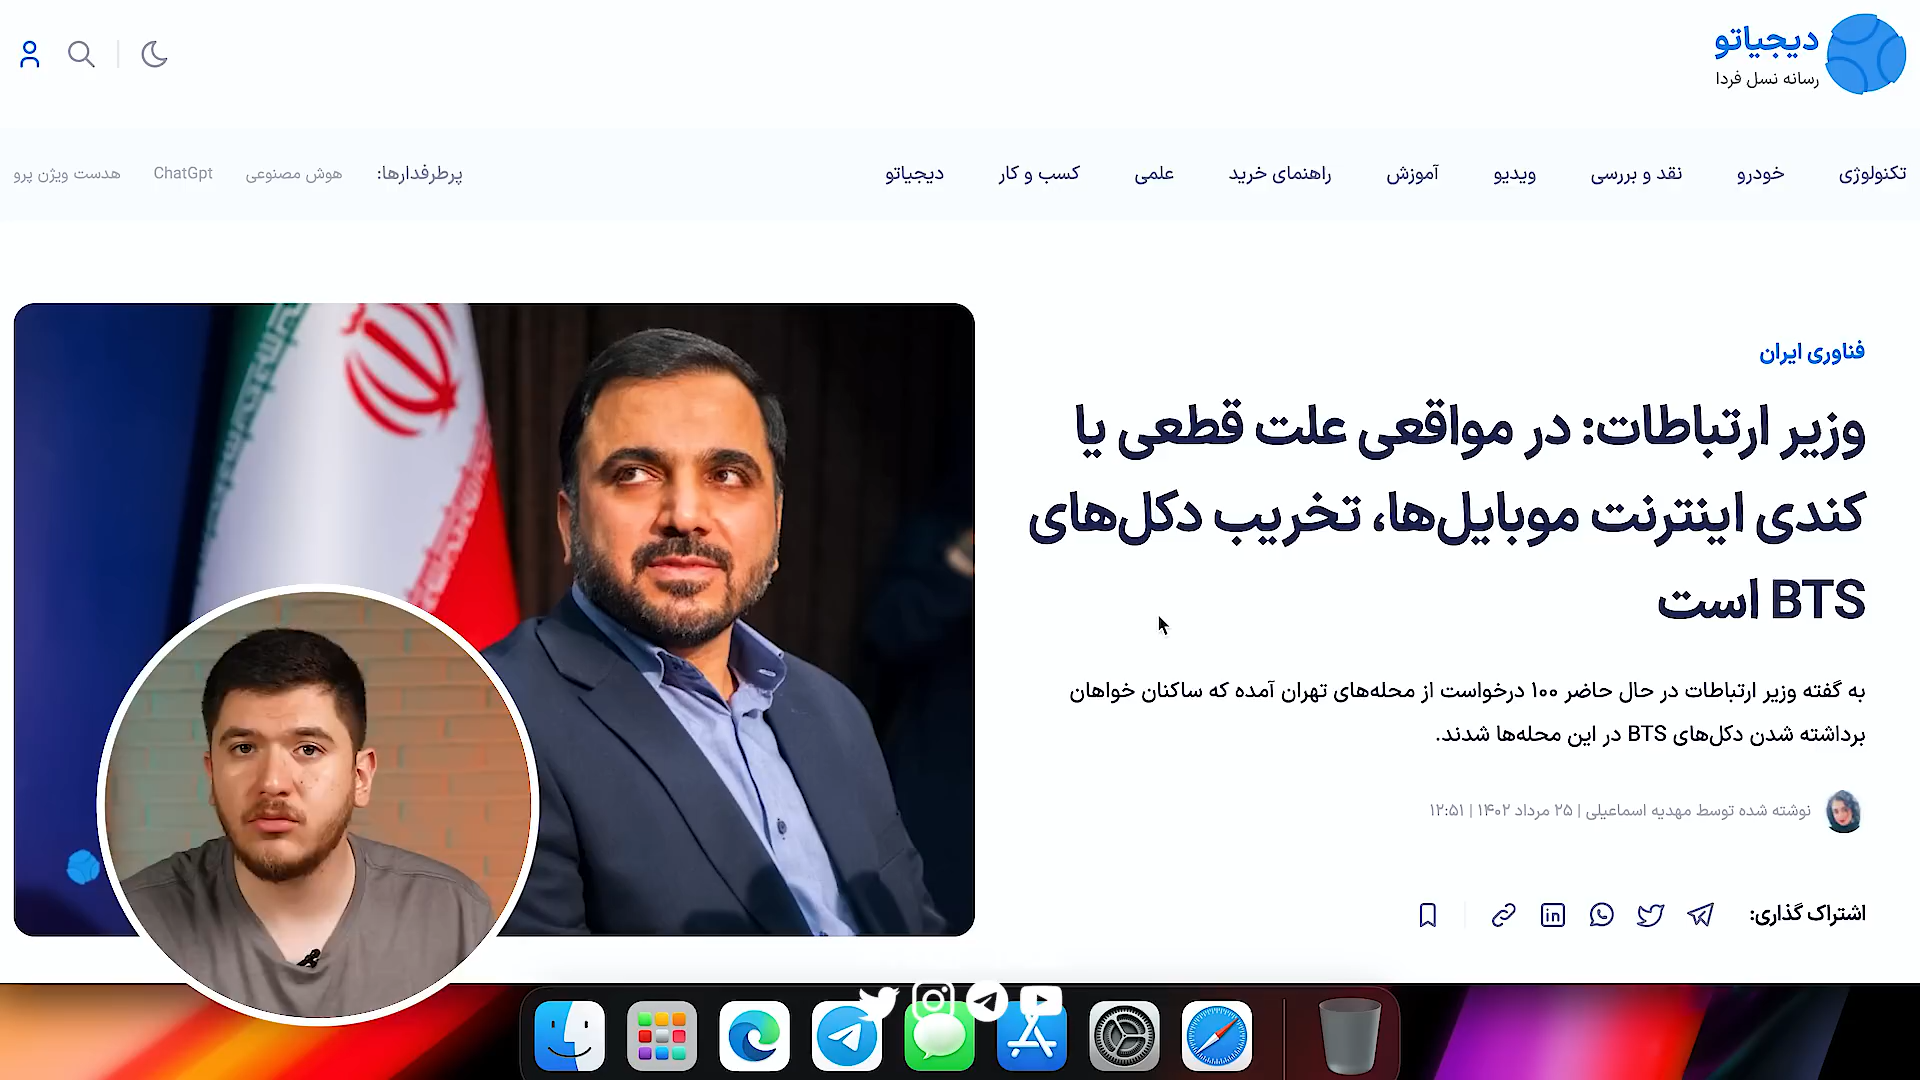 دیجیاتو
رسانه نسل فردا
تکنولوژی
خودرو
نقد و بررسی
ویدیو
آموزش
راهنمای خرید
علمی
کسب و کار
دیجیاتو
پرطرفدارها:
هوش مصنوعی
ChatGpt
هدست ویژن پرو
فناوری ایران
وزیر ارتباطات: در مواقعی علت قطعی یا
کندی اینترنت موبایل‌ها، تخریب دکل‌های
BTS است
به گفته وزیر ارتباطات در حال حاضر ۱۰۰ درخواست از محله‌های تهران آمده که ساکنان خواهان
برداشته شدن دکل‌های BTS در این محله‌ها شدند.
نوشته شده توسط مهدیه اسماعیلی | ۲۵ مرداد ۱۴۰۲ | ۱۲:۵۱
اشتراک گذاری: